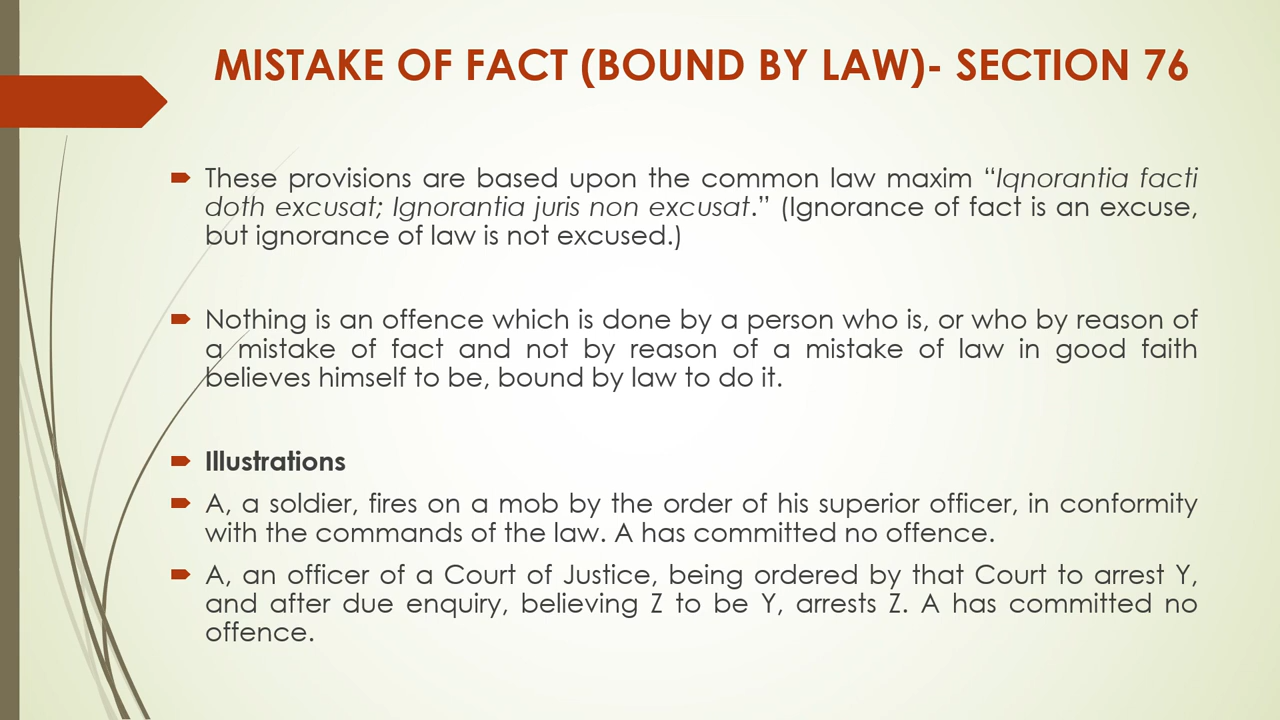 MISTAKE OF FACT (BOUND BY LAW)- SECTION 76
These provisions are based upon the common law maxim “Iqnorantia facti
doth excusat; Ignorantia juris non excusat.” (Ignorance of fact is an excuse,
but ignorance of law is not excused.)
Nothing is an offence which is done by a person who is, or who by reason of
a mistake of fact and not by reason of a mistake of law in good faith
believes himself to be, bound by law to do it.
Illustrations
A, a soldier, fires on a mob by the order of his superior officer, in conformity
with the commands of the law. A has committed no offence.
A, an officer of a Court of Justice, being ordered by that Court to arrest Y,
and after due enquiry, believing Z to be Y, arrests Z. A has committed no
offence.